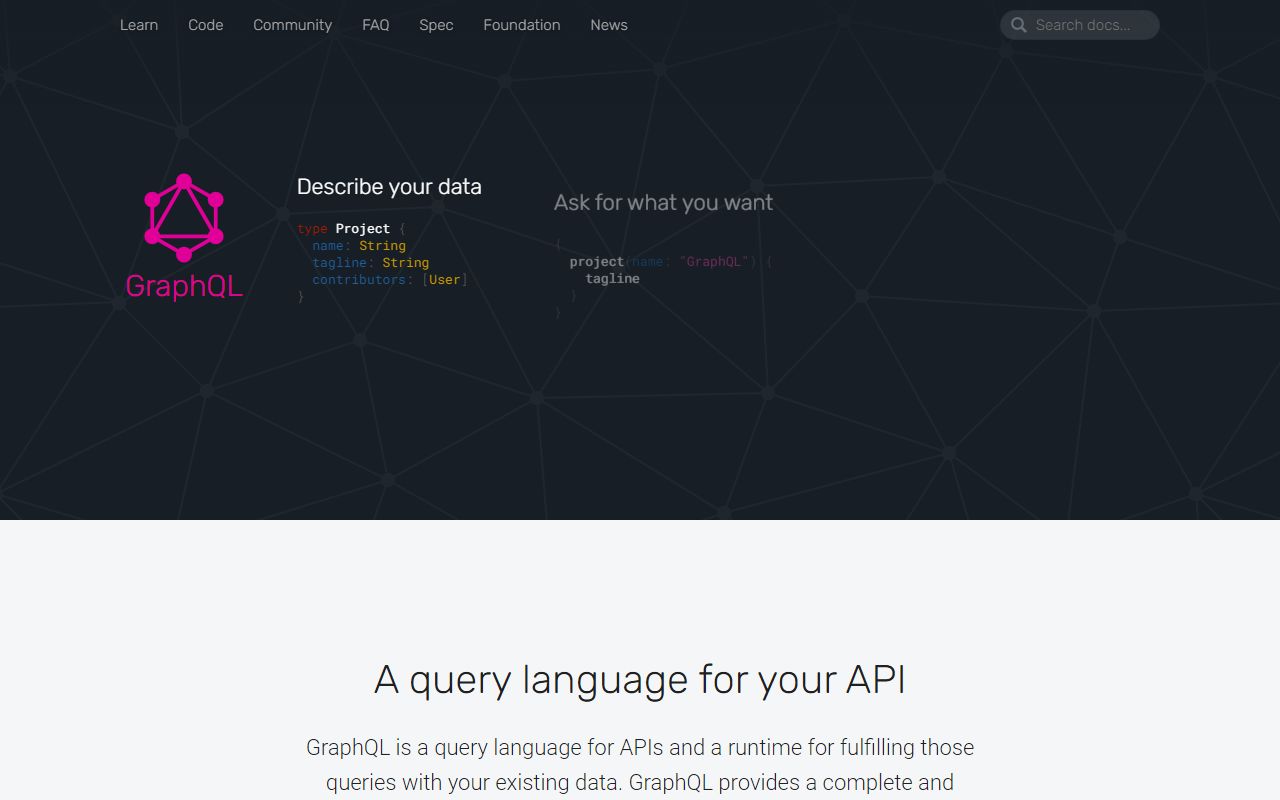 Learn Code Community FAQ Spec Foundation News Search docs...
GraphQL
Describe your data
type Project {
  name: String
  tagline: String
  contributors: [User]
}
Ask for what you want
{
  project(name: "GraphQL") {
    tagline
  }
}
A query language for your API
GraphQL is a query language for APIs and a runtime for fulfilling those
queries with your existing data. GraphQL provides a complete and